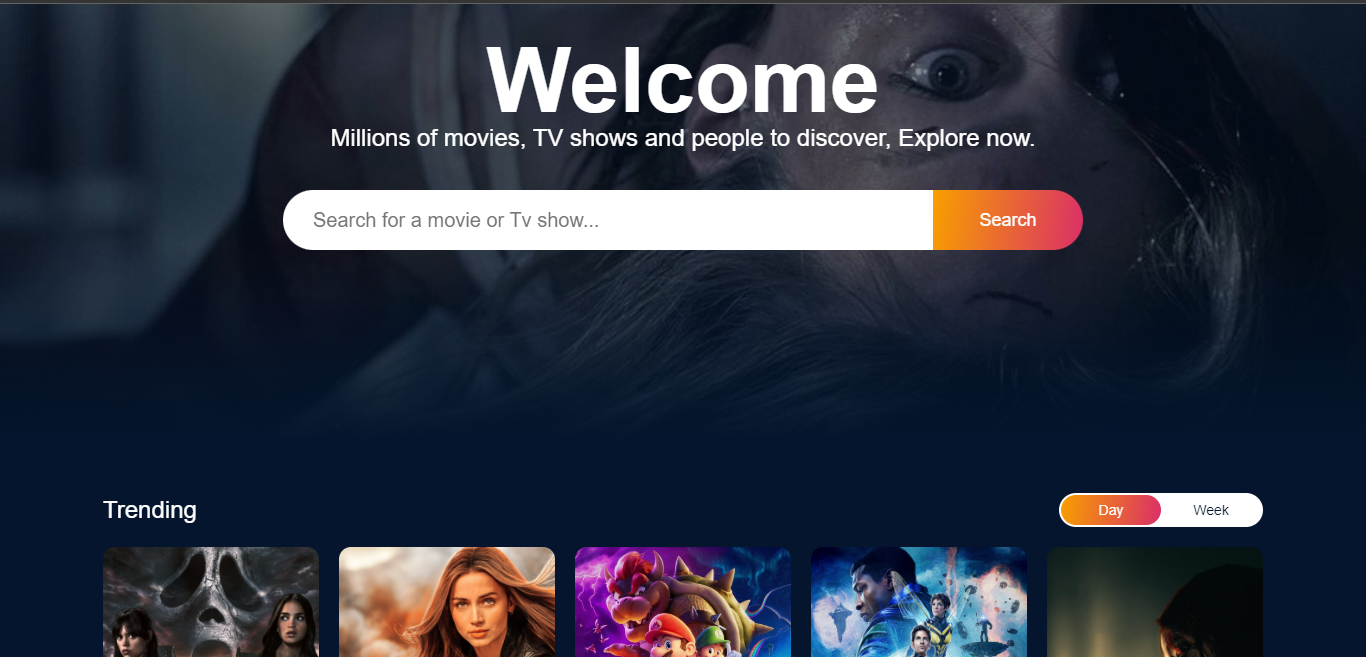 Welcome
Millions of movies, TV shows and people to discover, Explore now.
Search for a movie or Tv show...
Search
Trending
Day
Week